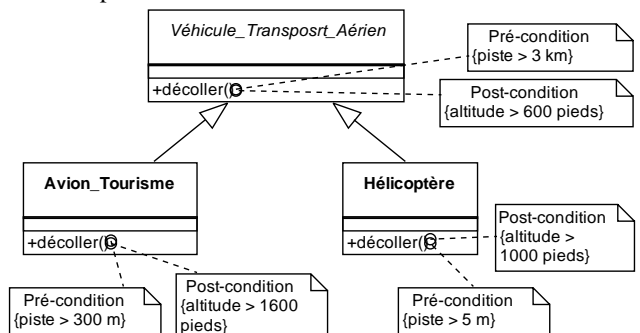 Véhicule_Transposrt_Aérien
+décoller()
Pré-condition
{piste > 3 km}
Post-condition
{altitude > 600 pieds}
Avion_Tourisme
+décoller()
Hélicoptère
+décoller()
Post-condition
{altitude >
1000 pieds}
Pré-condition
{piste > 300 m}
Post-condition
{altitude > 1600
pieds}
Pré-condition
{piste > 5 m}